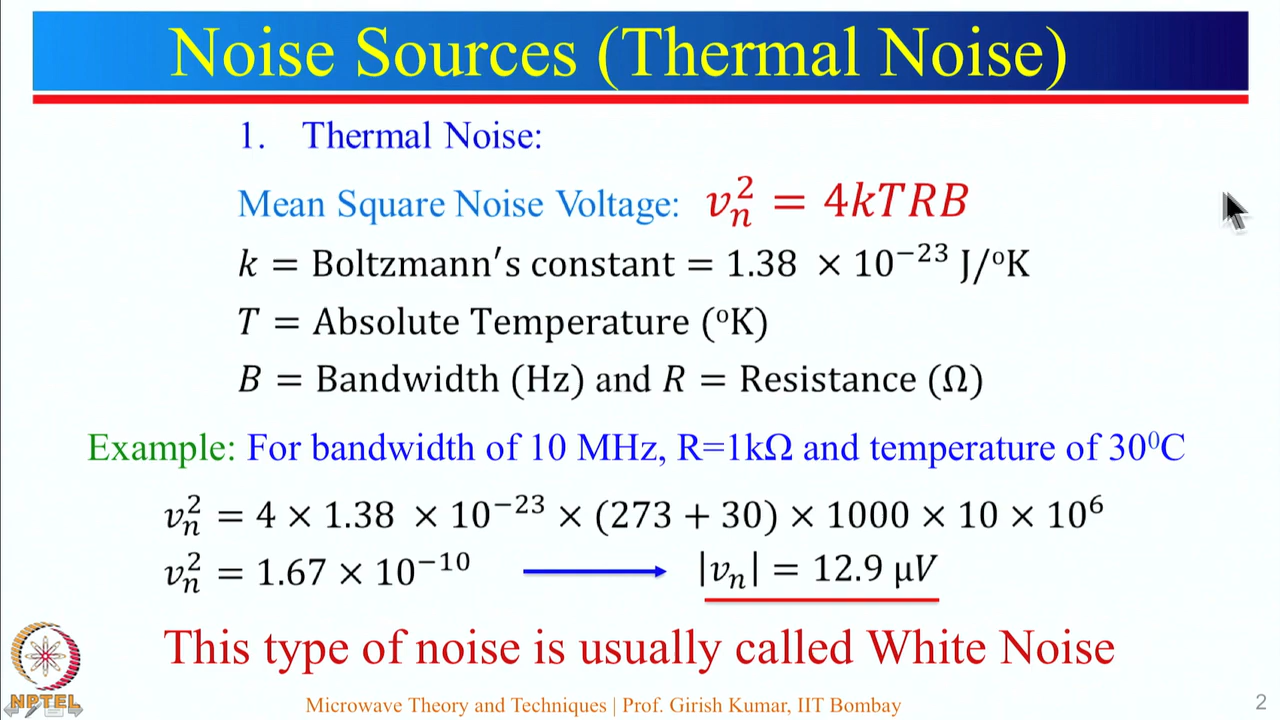 Noise Sources (Thermal Noise)
1. Thermal Noise:
Mean Square Noise Voltage: vₙ² = 4kTRB
k = Boltzmann′s constant = 1.38 × 10⁻²³ J/ᵒK
T = Absolute Temperature (ᵒK)
B = Bandwidth (Hz) and R = Resistance (Ω)
Example: For bandwidth of 10 MHz, R=1kΩ and temperature of 30⁰C
vₙ² = 4 × 1.38 × 10⁻²³ × (273 + 30) × 1000 × 10 × 10⁶
vₙ² = 1.67 × 10⁻¹⁰ → |vₙ| = 12.9 μV
This type of noise is usually called White Noise
NPTEL
Microwave Theory and Techniques | Prof. Girish Kumar, IIT Bombay
2